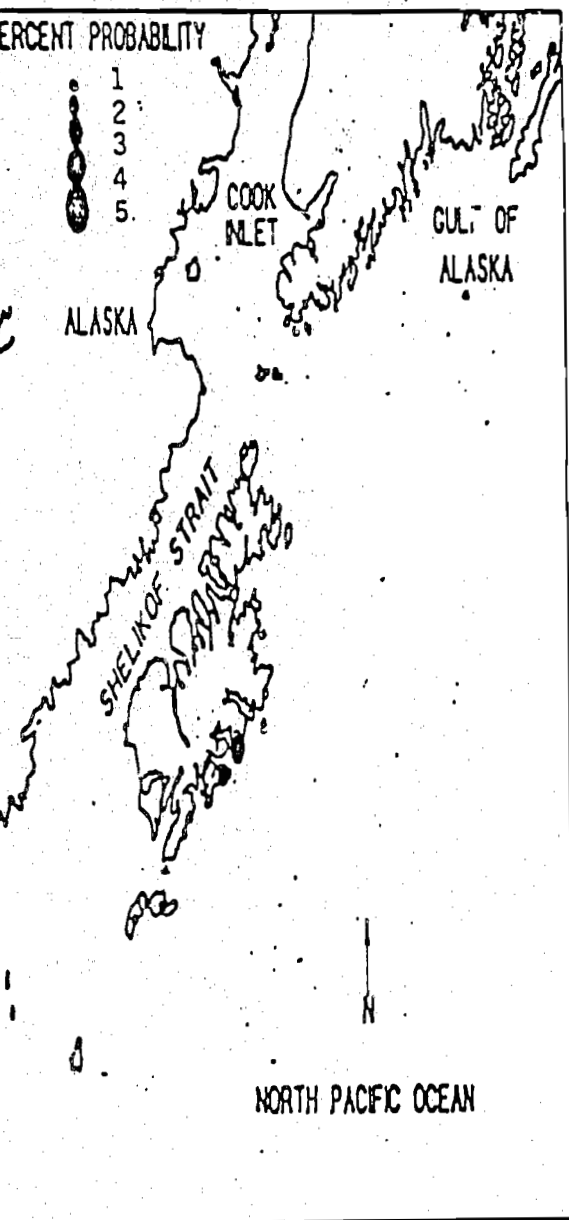 ERCENT PROBABILITY
1
2
3
4
5
COOK
INLET
GULF OF
ALASKA
ALASKA
SHELIKOF STRAIT
N
NORTH PACIFIC OCEAN